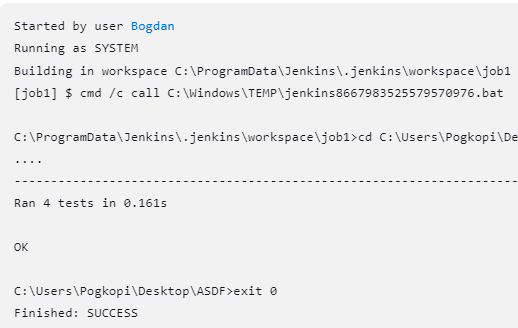 Started by user Bogdan
Running as SYSTEM
Building in workspace C:\ProgramData\Jenkins\.jenkins\workspace\job1
[job1] $ cmd /c call C:\Windows\TEMP\jenkins8667983525579570976.bat
C:\ProgramData\Jenkins\.jenkins\workspace\job1>cd C:\Users\Pogkopi\De
....
----------------------------------------------------------------------
Ran 4 tests in 0.161s
OK
C:\Users\Pogkopi\Desktop\ASDF>exit 0
Finished: SUCCESS